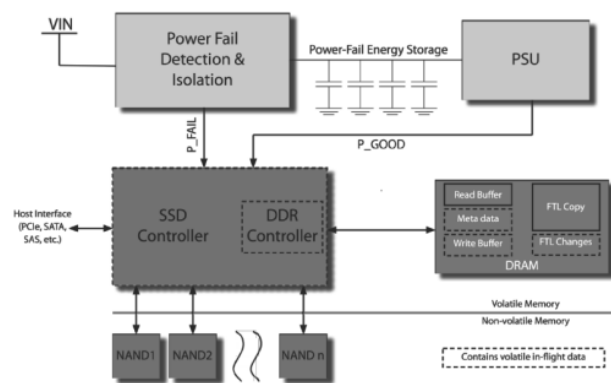 VIN
Power Fail
Detection &
Isolation
Power-Fail Energy Storage
PSU
P_FAIL
P_GOOD
Host Interface
(PCIe, SATA,
SAS, etc.)
SSD
Controller
DDR
Controller
Read Buffer
Meta data
Write Buffer
FTL Copy
FTL Changes
DRAM
Volatile Memory
Non-volatile Memory
NAND1
NAND2
NAND n
Contains volatile in-flight data